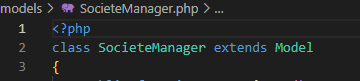 models > SocieteManager.php > ...
1 <?php
2 class SocieteManager extends Model
3 {